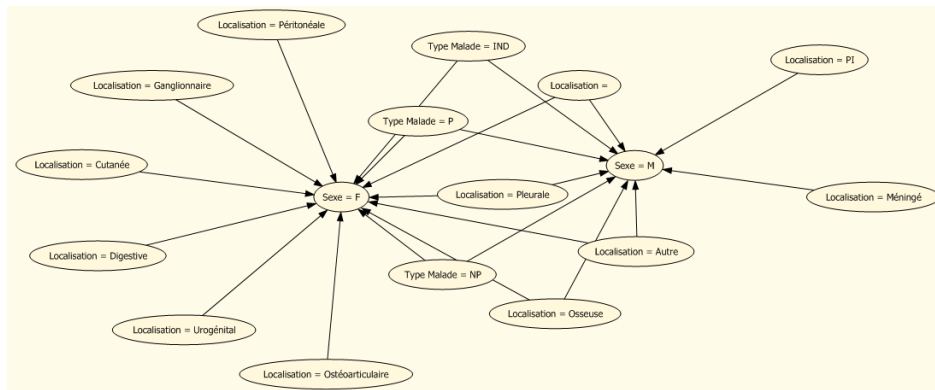 Localisation = Péritonéale
Type Malade = IND
Localisation = PI
Localisation = Ganglionnaire
Localisation =
Type Malade = P
Localisation = Cutanée
Sexe = M
Sexe = F
Localisation = Pleurale
Localisation = Méningé
Localisation = Digestive
Localisation = Autre
Type Malade = NP
Localisation = Osseuse
Localisation = Urogénital
Localisation = Ostéoarticulaire